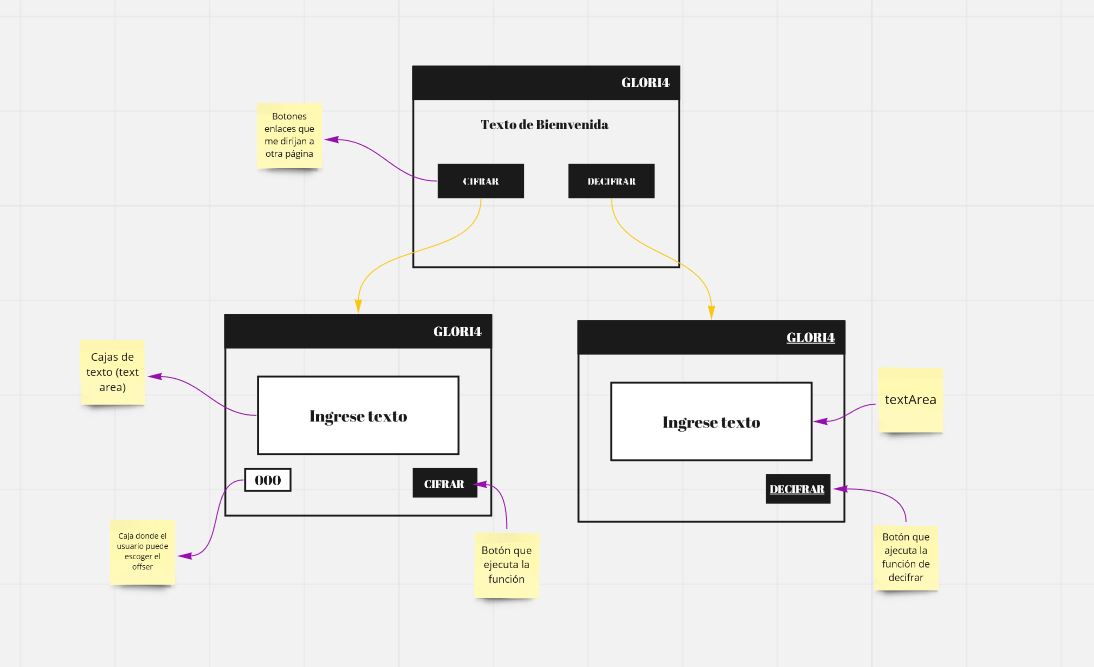 GLORI4
Texto de Biemvenida
CIFRAR
DECIFRAR
Botones
enlaces que
me dirijan a
otra página
GLORI4
Ingrese texto
000
CIFRAR
Cajas de
texto (text
area)
Caja donde el
usuario puede
escoger el
offser
Botón que
ejecuta la
función
GLORI4
Ingrese texto
DECIFRAR
textArea
Botón que
ajecuta la
función de
decifrar